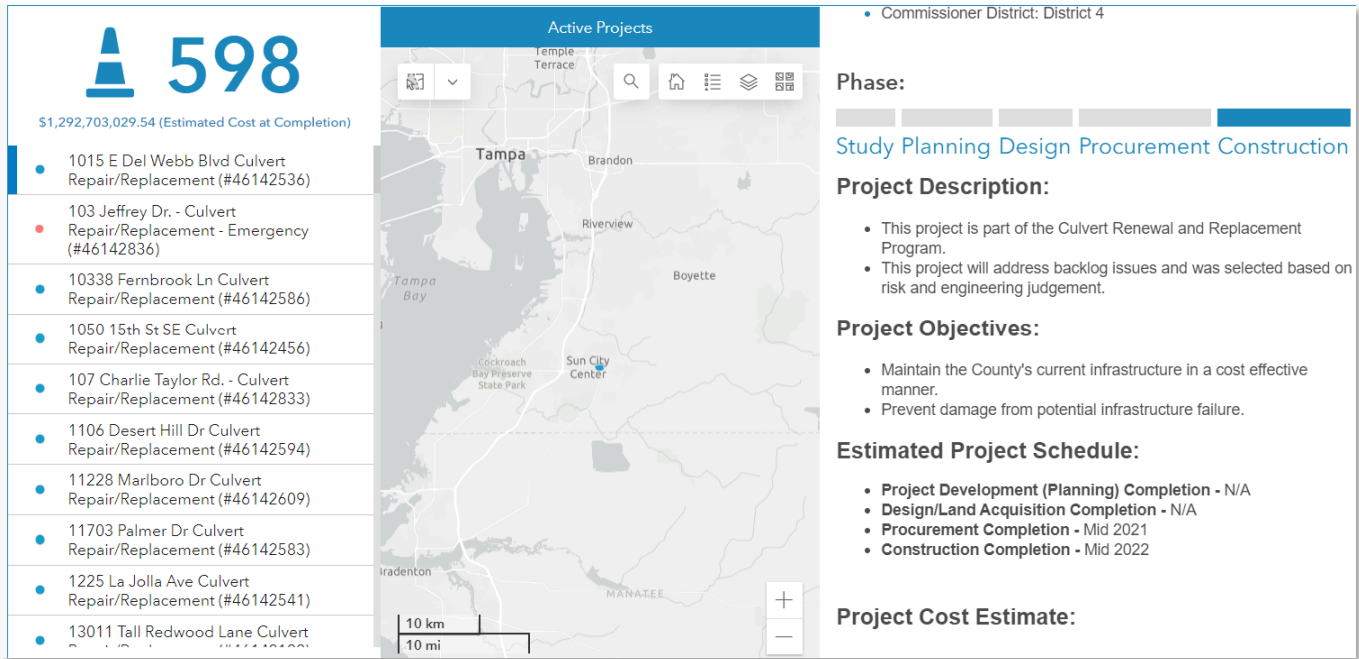 598
$1,292,703,029.54 (Estimated Cost at Completion)
1015 E Del Webb Blvd Culvert
Repair/Replacement (#46142536)
103 Jeffrey Dr. - Culvert
Repair/Replacement - Emergency
(#46142836)
10338 Fernbrook Ln Culvert
Repair/Replacement (#46142586)
1050 15th St SE Culvert
Repair/Replacement (#46142456)
107 Charlie Taylor Rd. - Culvert
Repair/Replacement (#46142833)
1106 Desert Hill Dr Culvert
Repair/Replacement (#46142594)
11228 Marlboro Dr Culvert
Repair/Replacement (#46142609)
11703 Palmer Dr Culvert
Repair/Replacement (#46142583)
1225 La Jolla Ave Culvert
Repair/Replacement (#46142541)
13011 Tall Redwood Lane Culvert
Active Projects
Temple
Terrace
Tampa
Brandon
Riverview
Boyette
Tampa
Bay
Cockroach
Bay Preserve
State Park
Sun City
Center
Bradenton
MANATEE
10 km
10 mi
Commissioner District: District 4
Phase:
Study Planning Design Procurement Construction
Project Description:
This project is part of the Culvert Renewal and Replacement
Program.
This project will address backlog issues and was selected based on
risk and engineering judgement.
Project Objectives:
Maintain the County's current infrastructure in a cost effective
manner.
Prevent damage from potential infrastructure failure.
Estimated Project Schedule:
Project Development (Planning) Completion - N/A
Design/Land Acquisition Completion - N/A
Procurement Completion - Mid 2021
Construction Completion - Mid 2022
Project Cost Estimate: